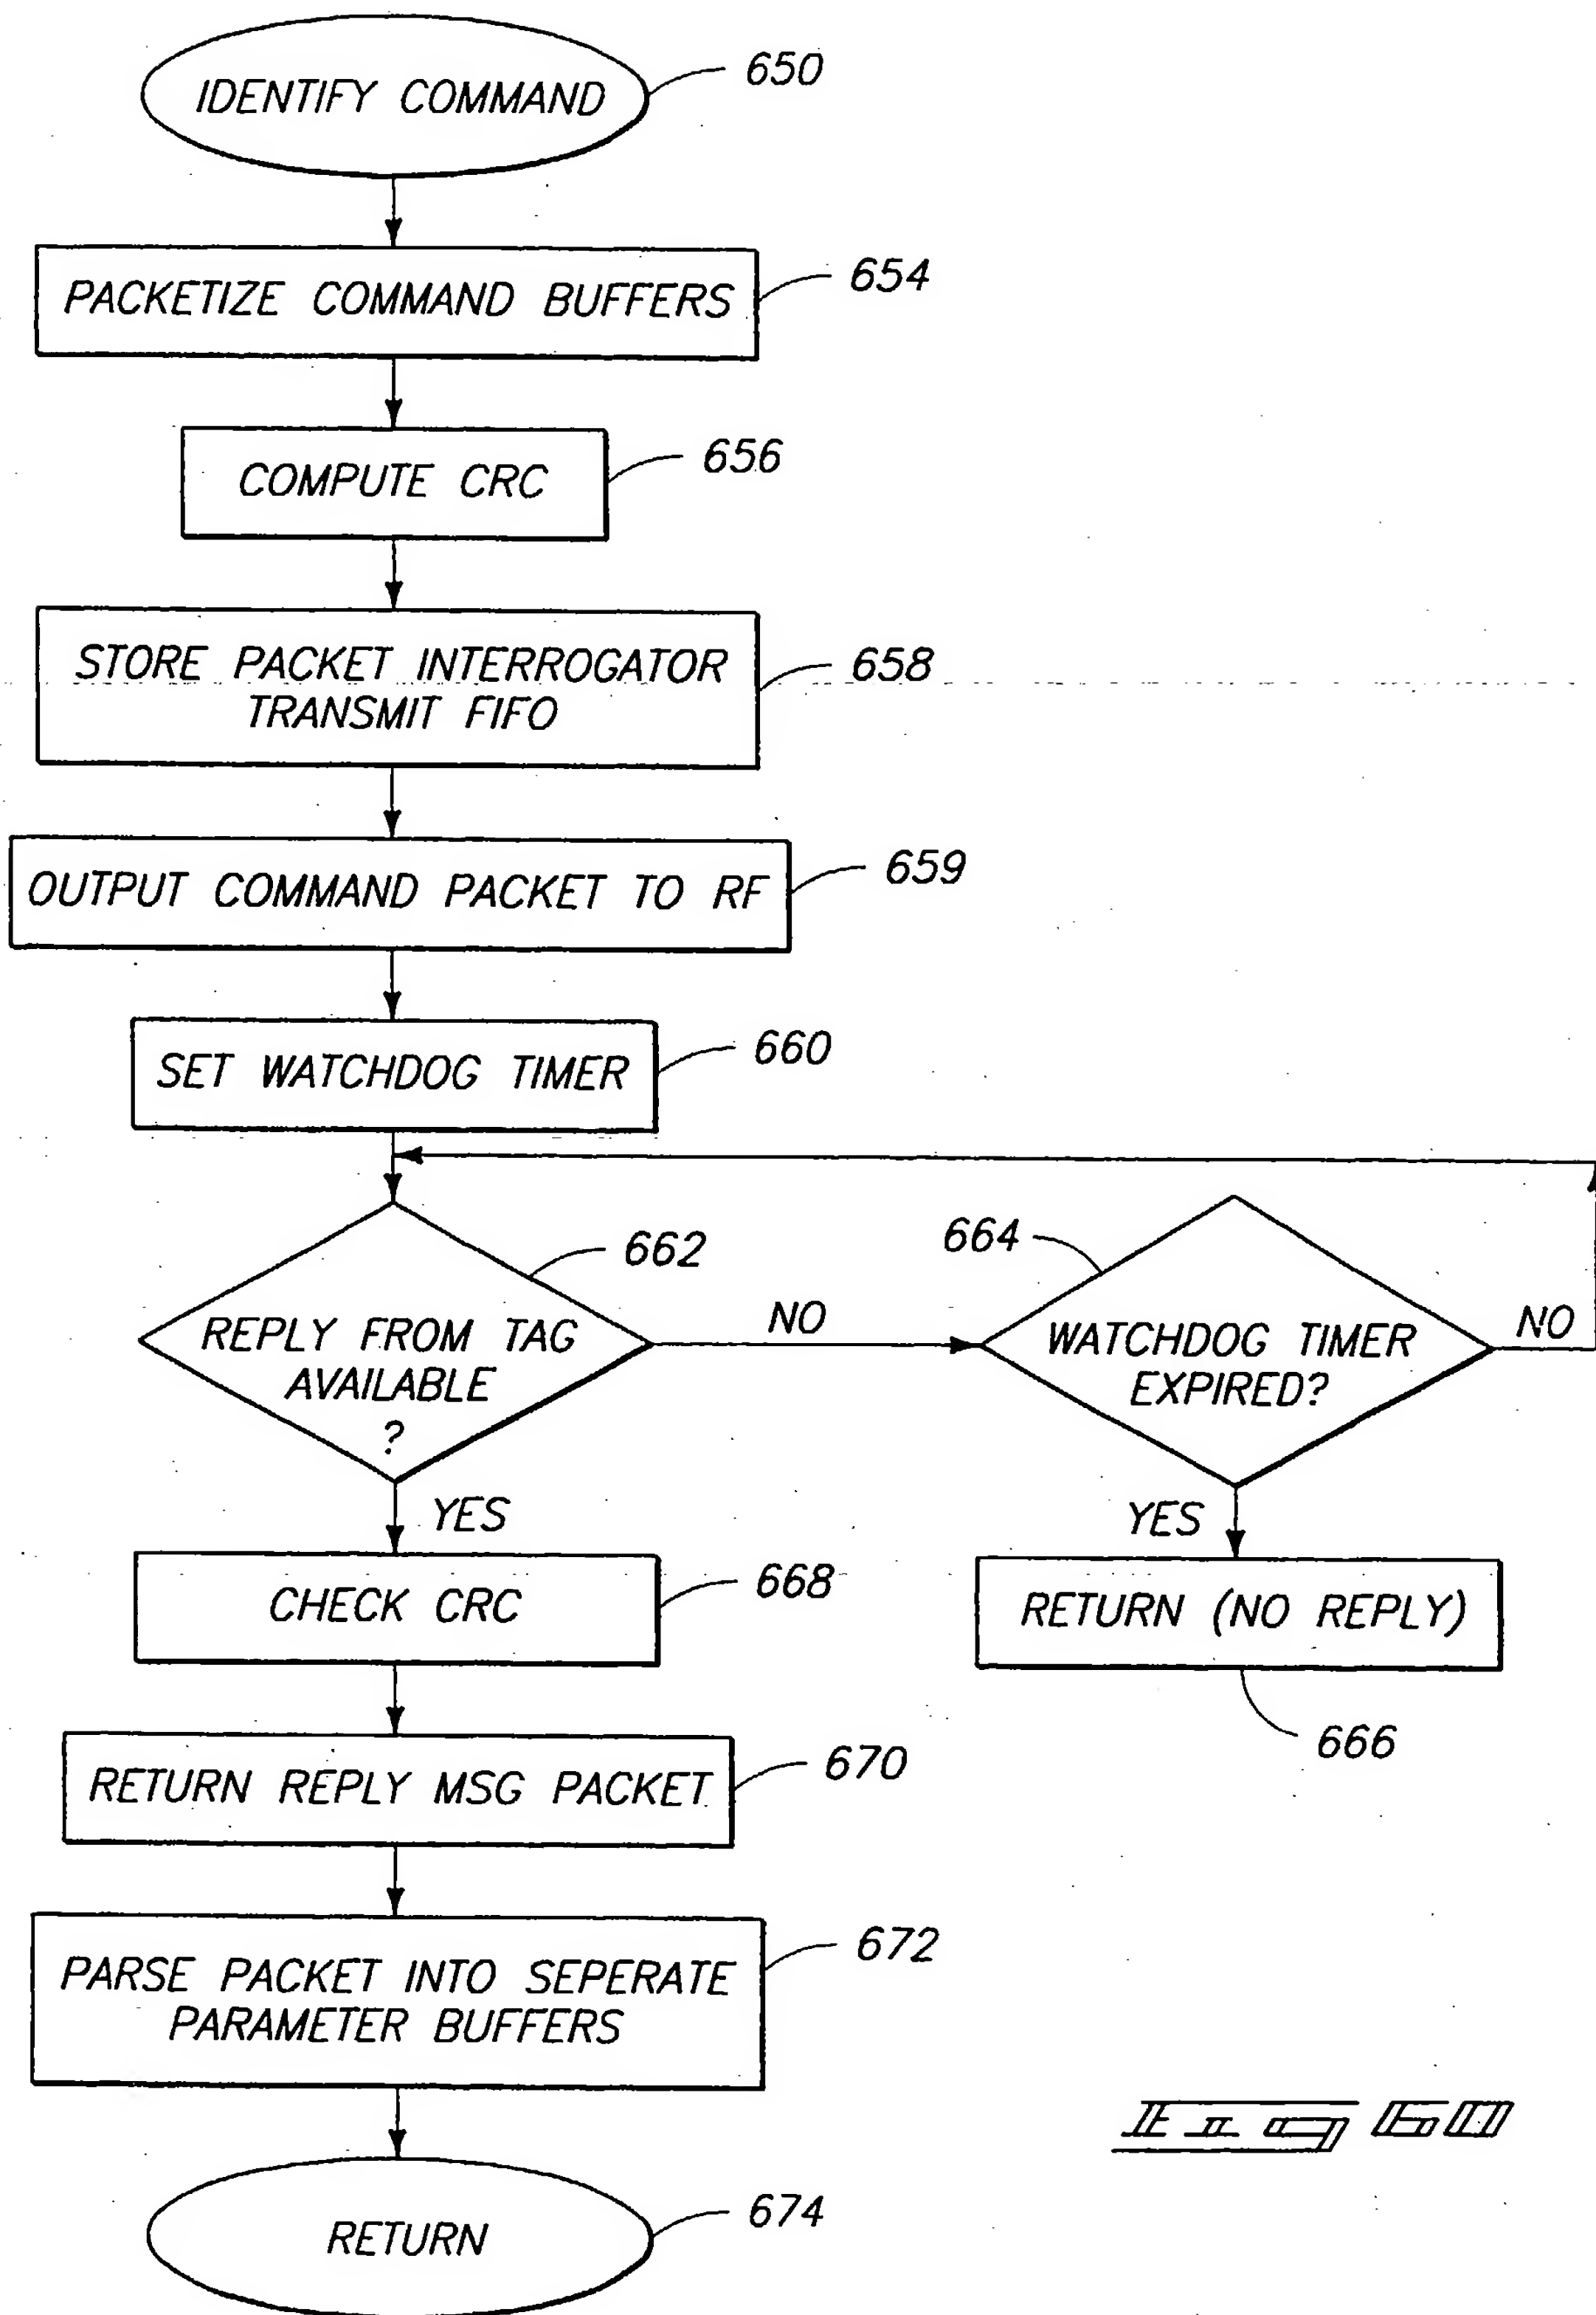 IDENTIFY COMMAND
650
PACKETIZE COMMAND BUFFERS
654
COMPUTE CRC
656
STORE PACKET INTERROGATOR
TRANSMIT FIFO
658
OUTPUT COMMAND PACKET TO RF
659
SET WATCHDOG TIMER
660
REPLY FROM TAG
AVAILABLE
?
662
NO
WATCHDOG TIMER
EXPIRED?
664
NO
YES
YES
CHECK CRC
668
RETURN (NO REPLY)
666
RETURN REPLY MSG PACKET
670
PARSE PACKET INTO SEPERATE
PARAMETER BUFFERS
672
RETURN
674
Fig 60